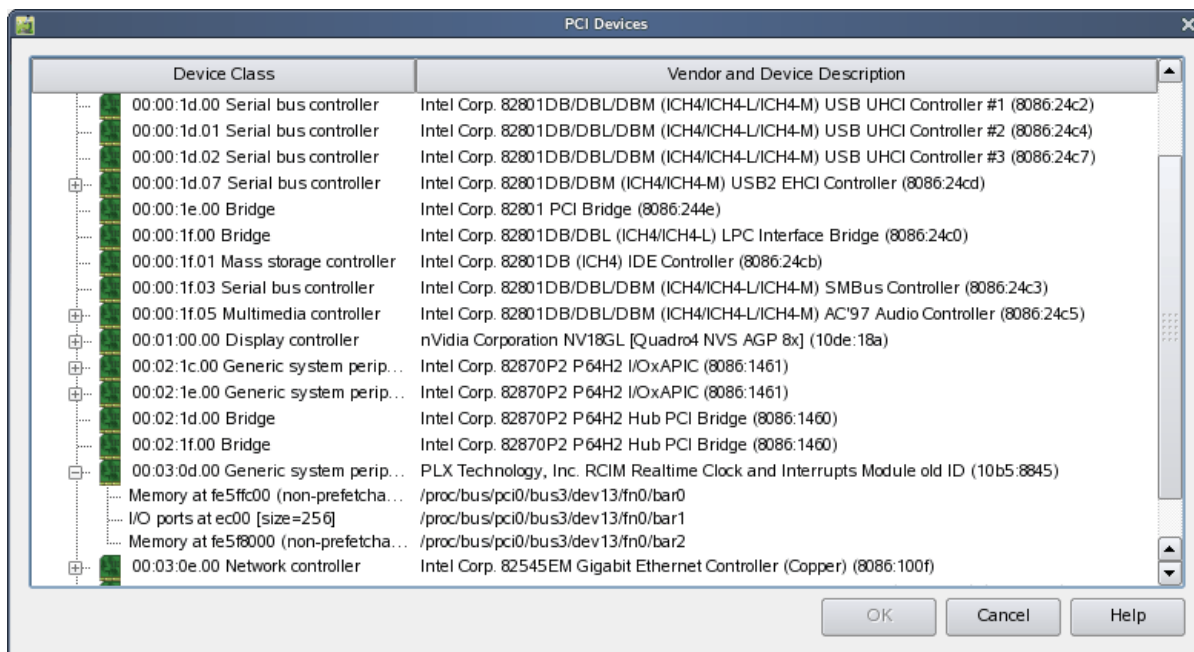 PCI Devices
Device Class Vendor and Device Description
00:00:1d.00 Serial bus controller Intel Corp. 82801DB/DBL/DBM (ICH4/ICH4-L/ICH4-M) USB UHCI Controller #1 (8086:24c2)
00:00:1d.01 Serial bus controller Intel Corp. 82801DB/DBL/DBM (ICH4/ICH4-L/ICH4-M) USB UHCI Controller #2 (8086:24c4)
00:00:1d.02 Serial bus controller Intel Corp. 82801DB/DBL/DBM (ICH4/ICH4-L/ICH4-M) USB UHCI Controller #3 (8086:24c7)
00:00:1d.07 Serial bus controller Intel Corp. 82801DB/DBM (ICH4/ICH4-M) USB2 EHCI Controller (8086:24cd)
00:00:1e.00 Bridge Intel Corp. 82801 PCI Bridge (8086:244e)
00:00:1f.00 Bridge Intel Corp. 82801DB/DBL (ICH4/ICH4-L) LPC Interface Bridge (8086:24c0)
00:00:1f.01 Mass storage controller Intel Corp. 82801DB (ICH4) IDE Controller (8086:24cb)
00:00:1f.03 Serial bus controller Intel Corp. 82801DB/DBL/DBM (ICH4/ICH4-L/ICH4-M) SMBus Controller (8086:24c3)
00:00:1f.05 Multimedia controller Intel Corp. 82801DB/DBL/DBM (ICH4/ICH4-L/ICH4-M) AC'97 Audio Controller (8086:24c5)
00:01:00.00 Display controller nVidia Corporation NV18GL [Quadro4 NVS AGP 8x] (10de:18a)
00:02:1c.00 Generic system perip... Intel Corp. 82870P2 P64H2 I/OxAPIC (8086:1461)
00:02:1e.00 Generic system perip... Intel Corp. 82870P2 P64H2 I/OxAPIC (8086:1461)
00:02:1d.00 Bridge Intel Corp. 82870P2 P64H2 Hub PCI Bridge (8086:1460)
00:02:1f.00 Bridge Intel Corp. 82870P2 P64H2 Hub PCI Bridge (8086:1460)
00:03:0d.00 Generic system perip... PLX Technology, Inc. RCIM Realtime Clock and Interrupts Module old ID (10b5:8845)
Memory at fe5ffc00 (non-prefetcha... /proc/bus/pci0/bus3/dev13/fn0/bar0
I/O ports at ec00 [size=256] /proc/bus/pci0/bus3/dev13/fn0/bar1
Memory at fe5f8000 (non-prefetcha... /proc/bus/pci0/bus3/dev13/fn0/bar2
00:03:0e.00 Network controller Intel Corp. 82545EM Gigabit Ethernet Controller (Copper) (8086:100f)
OK Cancel Help